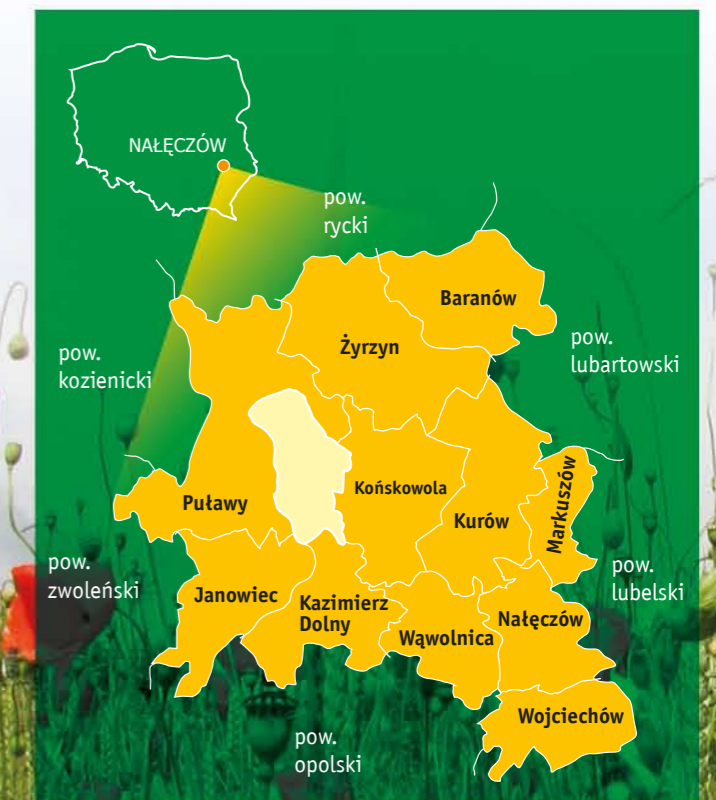 NAŁĘCZÓW
pow.
rycki
Baranów
Żyrzyn
pow.
lubartowski
pow.
kozienicki
Końskowola
Markuszów
Puławy
Kurów
pow.
zwoleński
pow.
lubelski
Janowiec
Kazimierz
Dolny
Wąwolnica
Nałęczów
Wojciechów
pow.
opolski